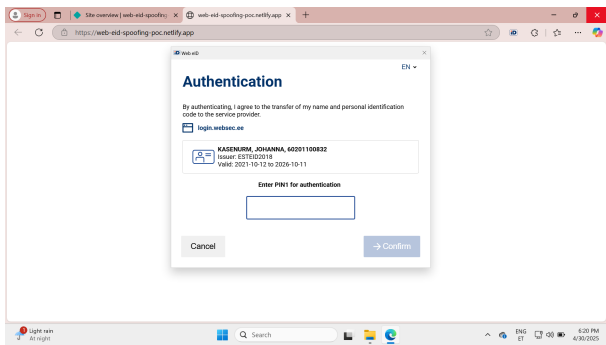 Sign in
Site overview | web-eid-spoofing
web-eid-spoofing-poc.netlify.app
https://web-eid-spoofing-poc.netlify.app
Web eID
EN
Authentication
By authenticating, I agree to the transfer of my name and personal identification
code to the service provider.
login.websec.ee
KASENURM, JOHANNA, 60201100832
Issuer: ESTEID2018
Valid: 2021-10-12 to 2026-10-11
Enter PIN1 for authentication
Cancel
Confirm
1
Light rain
At night
Search
ENG
ET
6:20 PM
4/30/2025